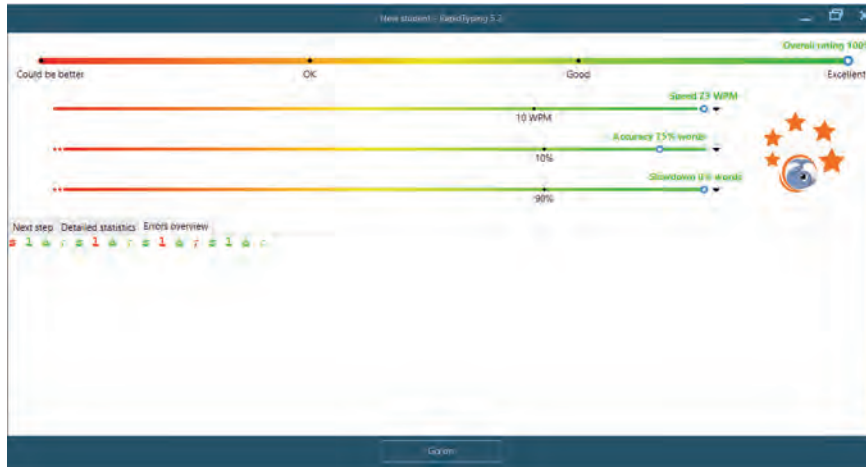 New student - RapidTyping 5.2
Overall rating 100%
Could be better OK Good Excellent
Speed 23 WPM
10 WPM
Accuracy 75% words
10%
Slowdown 0% words
90%
Next step Detailed statistics Errors overview
Go on